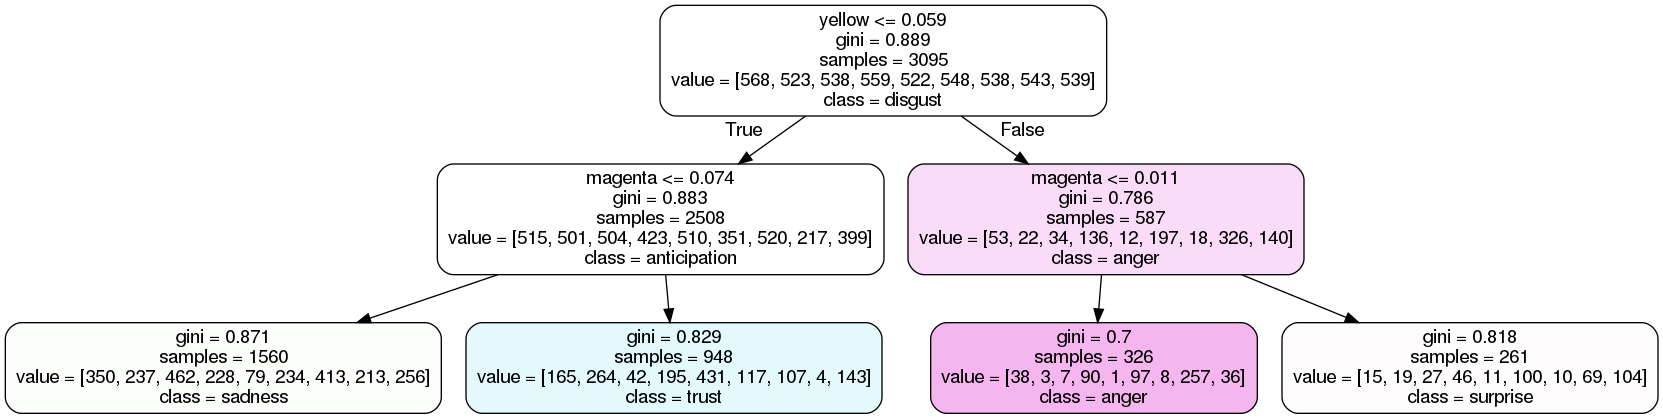 yellow <= 0.059
gini = 0.889
samples = 3095
value = [568, 523, 538, 559, 522, 548, 538, 543, 539]
class = disgust
True
False
magenta <= 0.074
gini = 0.883
samples = 2508
value = [515, 501, 504, 423, 510, 351, 520, 217, 399]
class = anticipation
magenta <= 0.011
gini = 0.786
samples = 587
value = [53, 22, 34, 136, 12, 197, 18, 326, 140]
class = anger
gini = 0.871
samples = 1560
value = [350, 237, 462, 228, 79, 234, 413, 213, 256]
class = sadness
gini = 0.829
samples = 948
value = [165, 264, 42, 195, 431, 117, 107, 4, 143]
class = trust
gini = 0.7
samples = 326
value = [38, 3, 7, 90, 1, 97, 8, 257, 36]
class = anger
gini = 0.818
samples = 261
value = [15, 19, 27, 46, 11, 100, 10, 69, 104]
class = surprise